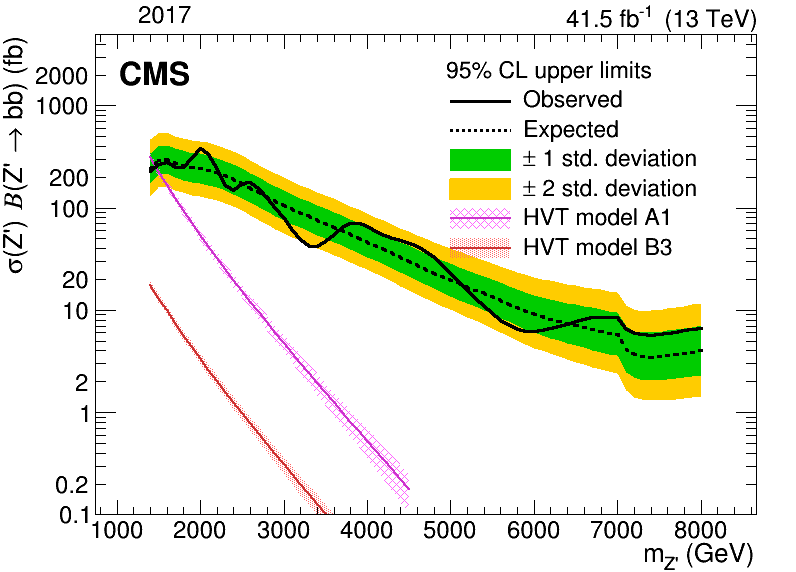 2017
41.5 fb⁻¹ (13 TeV)
CMS
95% CL upper limits
Observed
Expected
± 1 std. deviation
± 2 std. deviation
HVT model A1
HVT model B3
σ(Z') B(Z' → bb) (fb)
2000
1000
200
100
20
10
2
1
0.2
0.1
1000 2000 3000 4000 5000 6000 7000 8000
m_Z' (GeV)